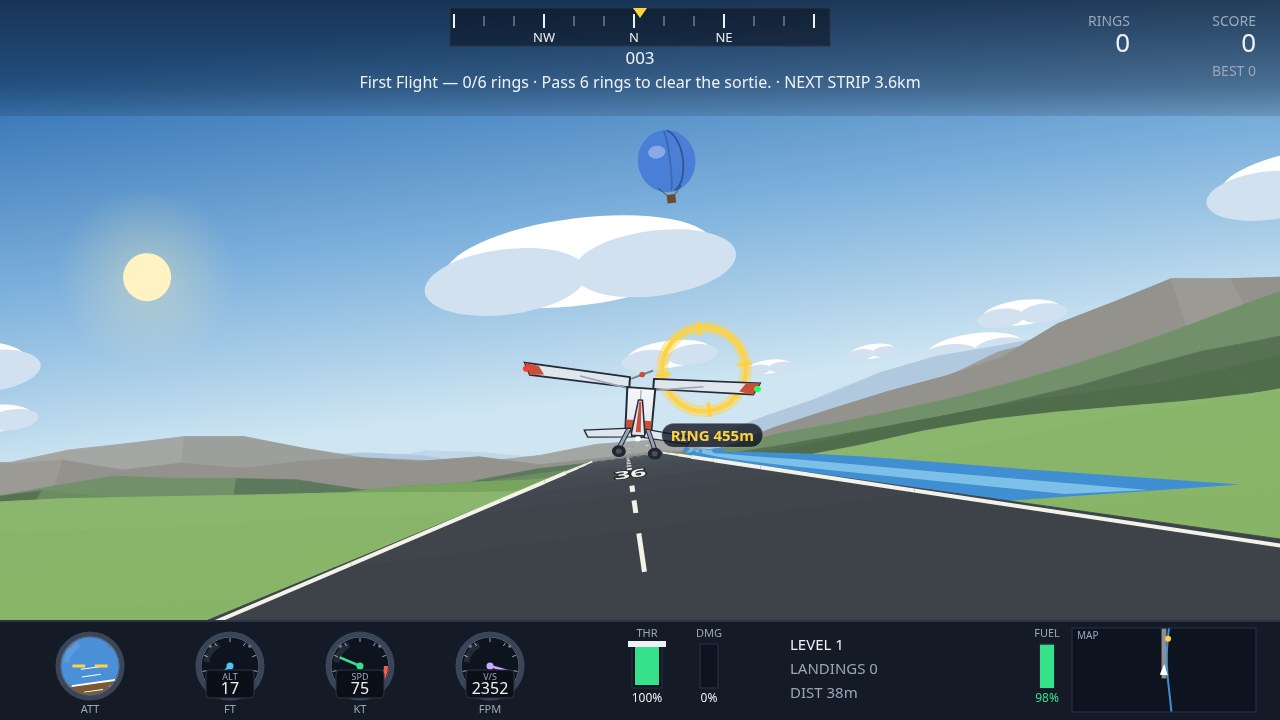 NW N NE
003
First Flight — 0/6 rings · Pass 6 rings to clear the sortie. · NEXT STRIP 3.6km
RINGS
0
SCORE
0
BEST 0
RING 455m
36
ATT
ALT
17
FT
SPD
75
KT
V/S
2352
FPM
THR
100%
DMG
0%
LEVEL 1
LANDINGS 0
DIST 38m
FUEL
98%
MAP